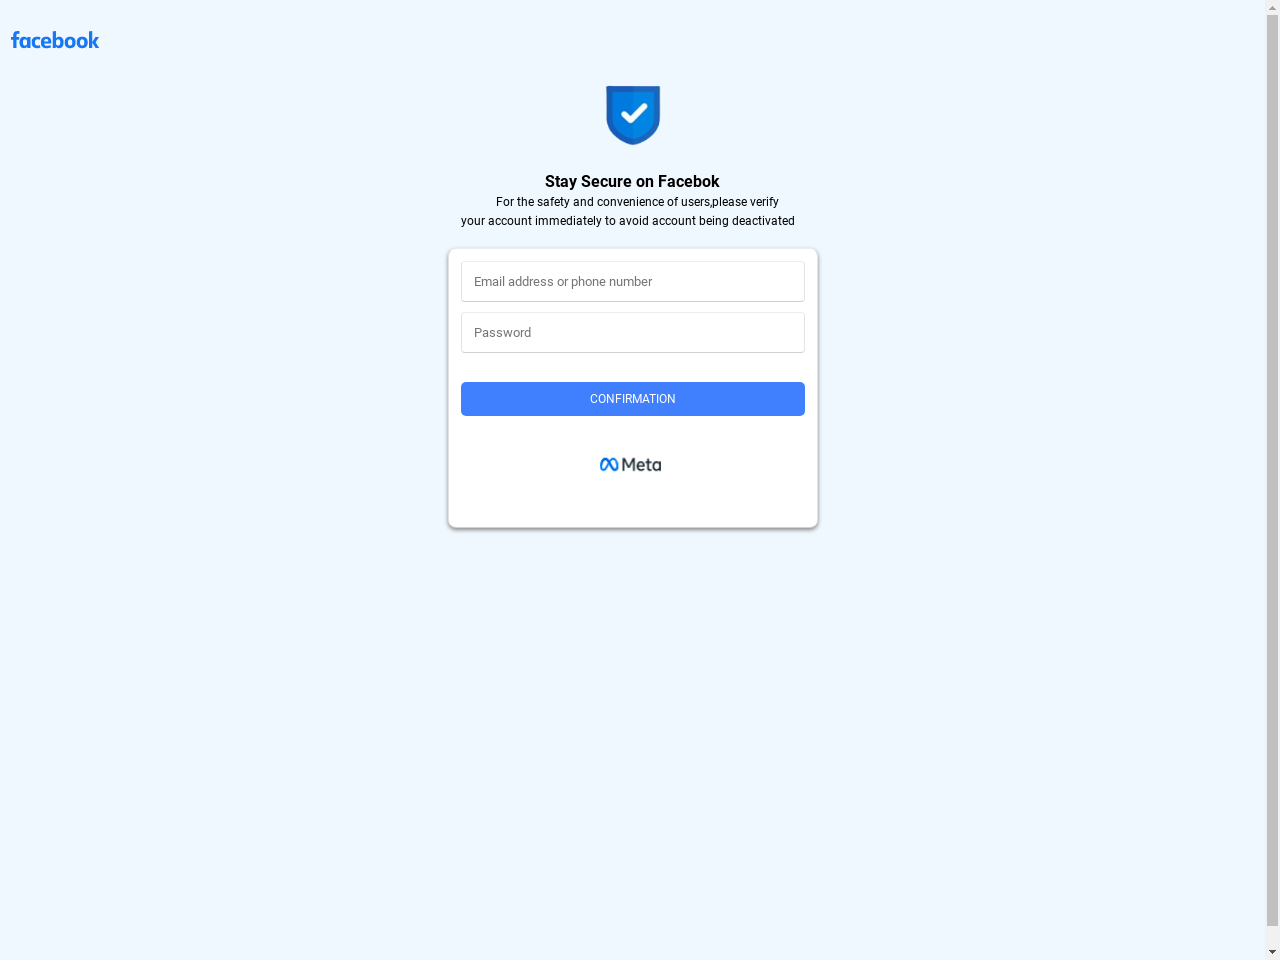 facebook
Stay Secure on Facebok
For the safety and convenience of users,please verify
your account immediately to avoid account being deactivated
Email address or phone number
Password
CONFIRMATION
Meta